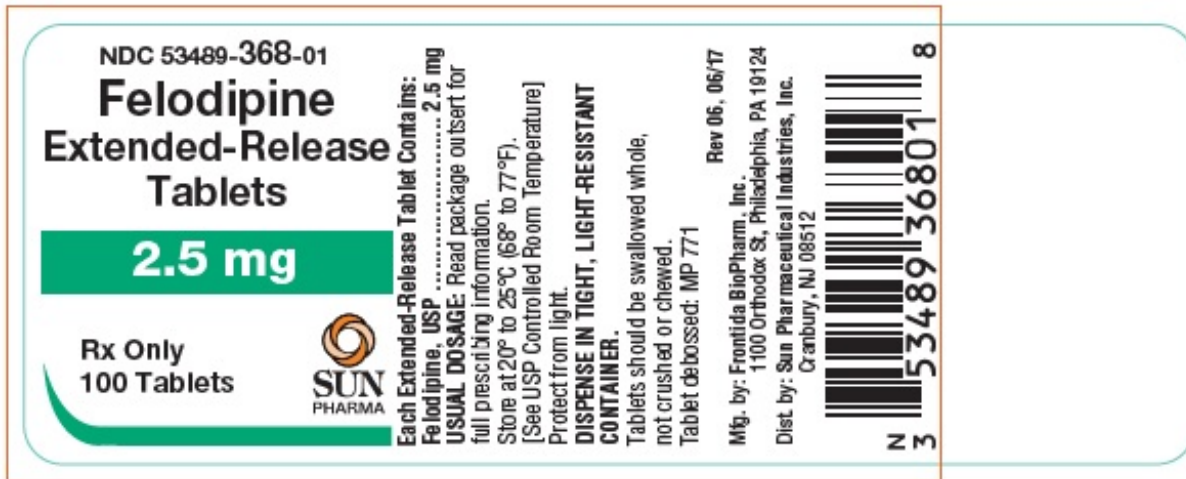 NDC 53489-368-01
Felodipine
Extended-Release
Tablets
2.5 mg
Rx Only
100 Tablets
SUN
PHARMA
Each Extended-Release Tablet Contains:
Felodipine, USP ........................ 2.5 mg
USUAL DOSAGE: Read package outsert for
full prescribing information.
Store at 20° to 25°C (68° to 77°F).
[See USP Controlled Room Temperature]
Protect from light.
DISPENSE IN TIGHT, LIGHT-RESISTANT
CONTAINER.
Tablets should be swallowed whole,
not crushed or chewed.
Tablet debossed: MP 771
Rev 06, 06/17
Mfg. by: Frontida BioPharm. Inc.
1100 Orthodox St, Philadelphia, PA 19124
Dist. by: Sun Pharmaceutical Industries, Inc.
Cranbury, NJ 08512
N
3 53489 36801 8